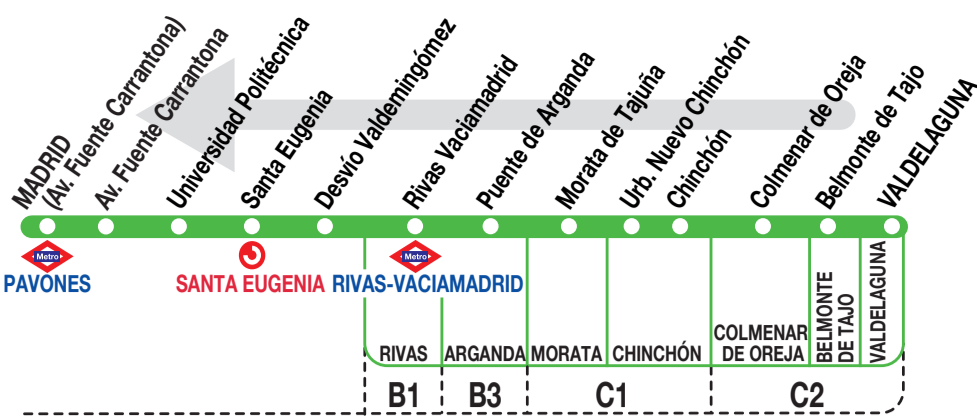 MADRID
(Av. Fuente Carrantona)
Av. Fuente Carrantona
Universidad Politécnica
Santa Eugenia
Desvío Valdemingómez
Rivas Vaciamadrid
Puente de Arganda
Morata de Tajuña
Urb. Nuevo Chinchón
Chinchón
Colmenar de Oreja
Belmonte de Tajo
VALDELAGUNA
Metro
Metro
PAVONES
SANTA EUGENIA
RIVAS-VACIAMADRID
RIVAS
ARGANDA
MORATA
CHINCHÓN
COLMENAR
DE OREJA
BELMONTE
DE TAJO
VALDELAGUNA
B1
B3
C1
C2